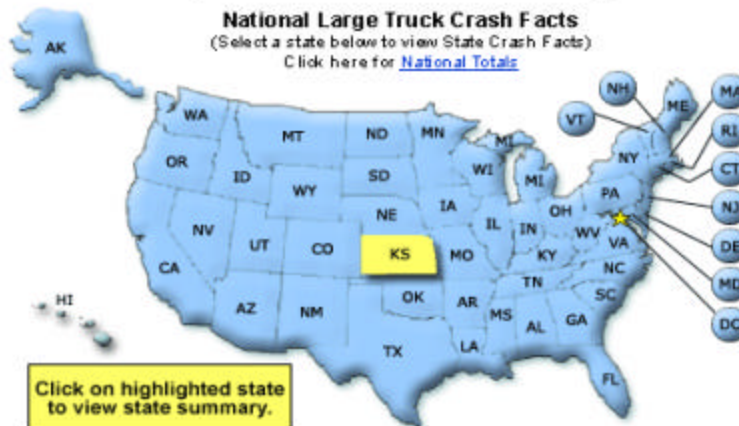 National Large Truck Crash Facts
(Select a state below to view State Crash Facts)
Click here for National Totals
AK
WA
MT
ND
MN
MI
VT
NH
ME
MA
RI
OR
ID
WY
SD
WI
MI
NY
CT
NV
UT
CO
NE
IA
IL
IN
OH
PA
NJ
CA
KS
MO
KY
WV
VA
DE
AZ
NM
OK
AR
TN
NC
MD
HI
TX
LA
MS
AL
GA
SC
DC
FL
Click on highlighted state
to view state summary.